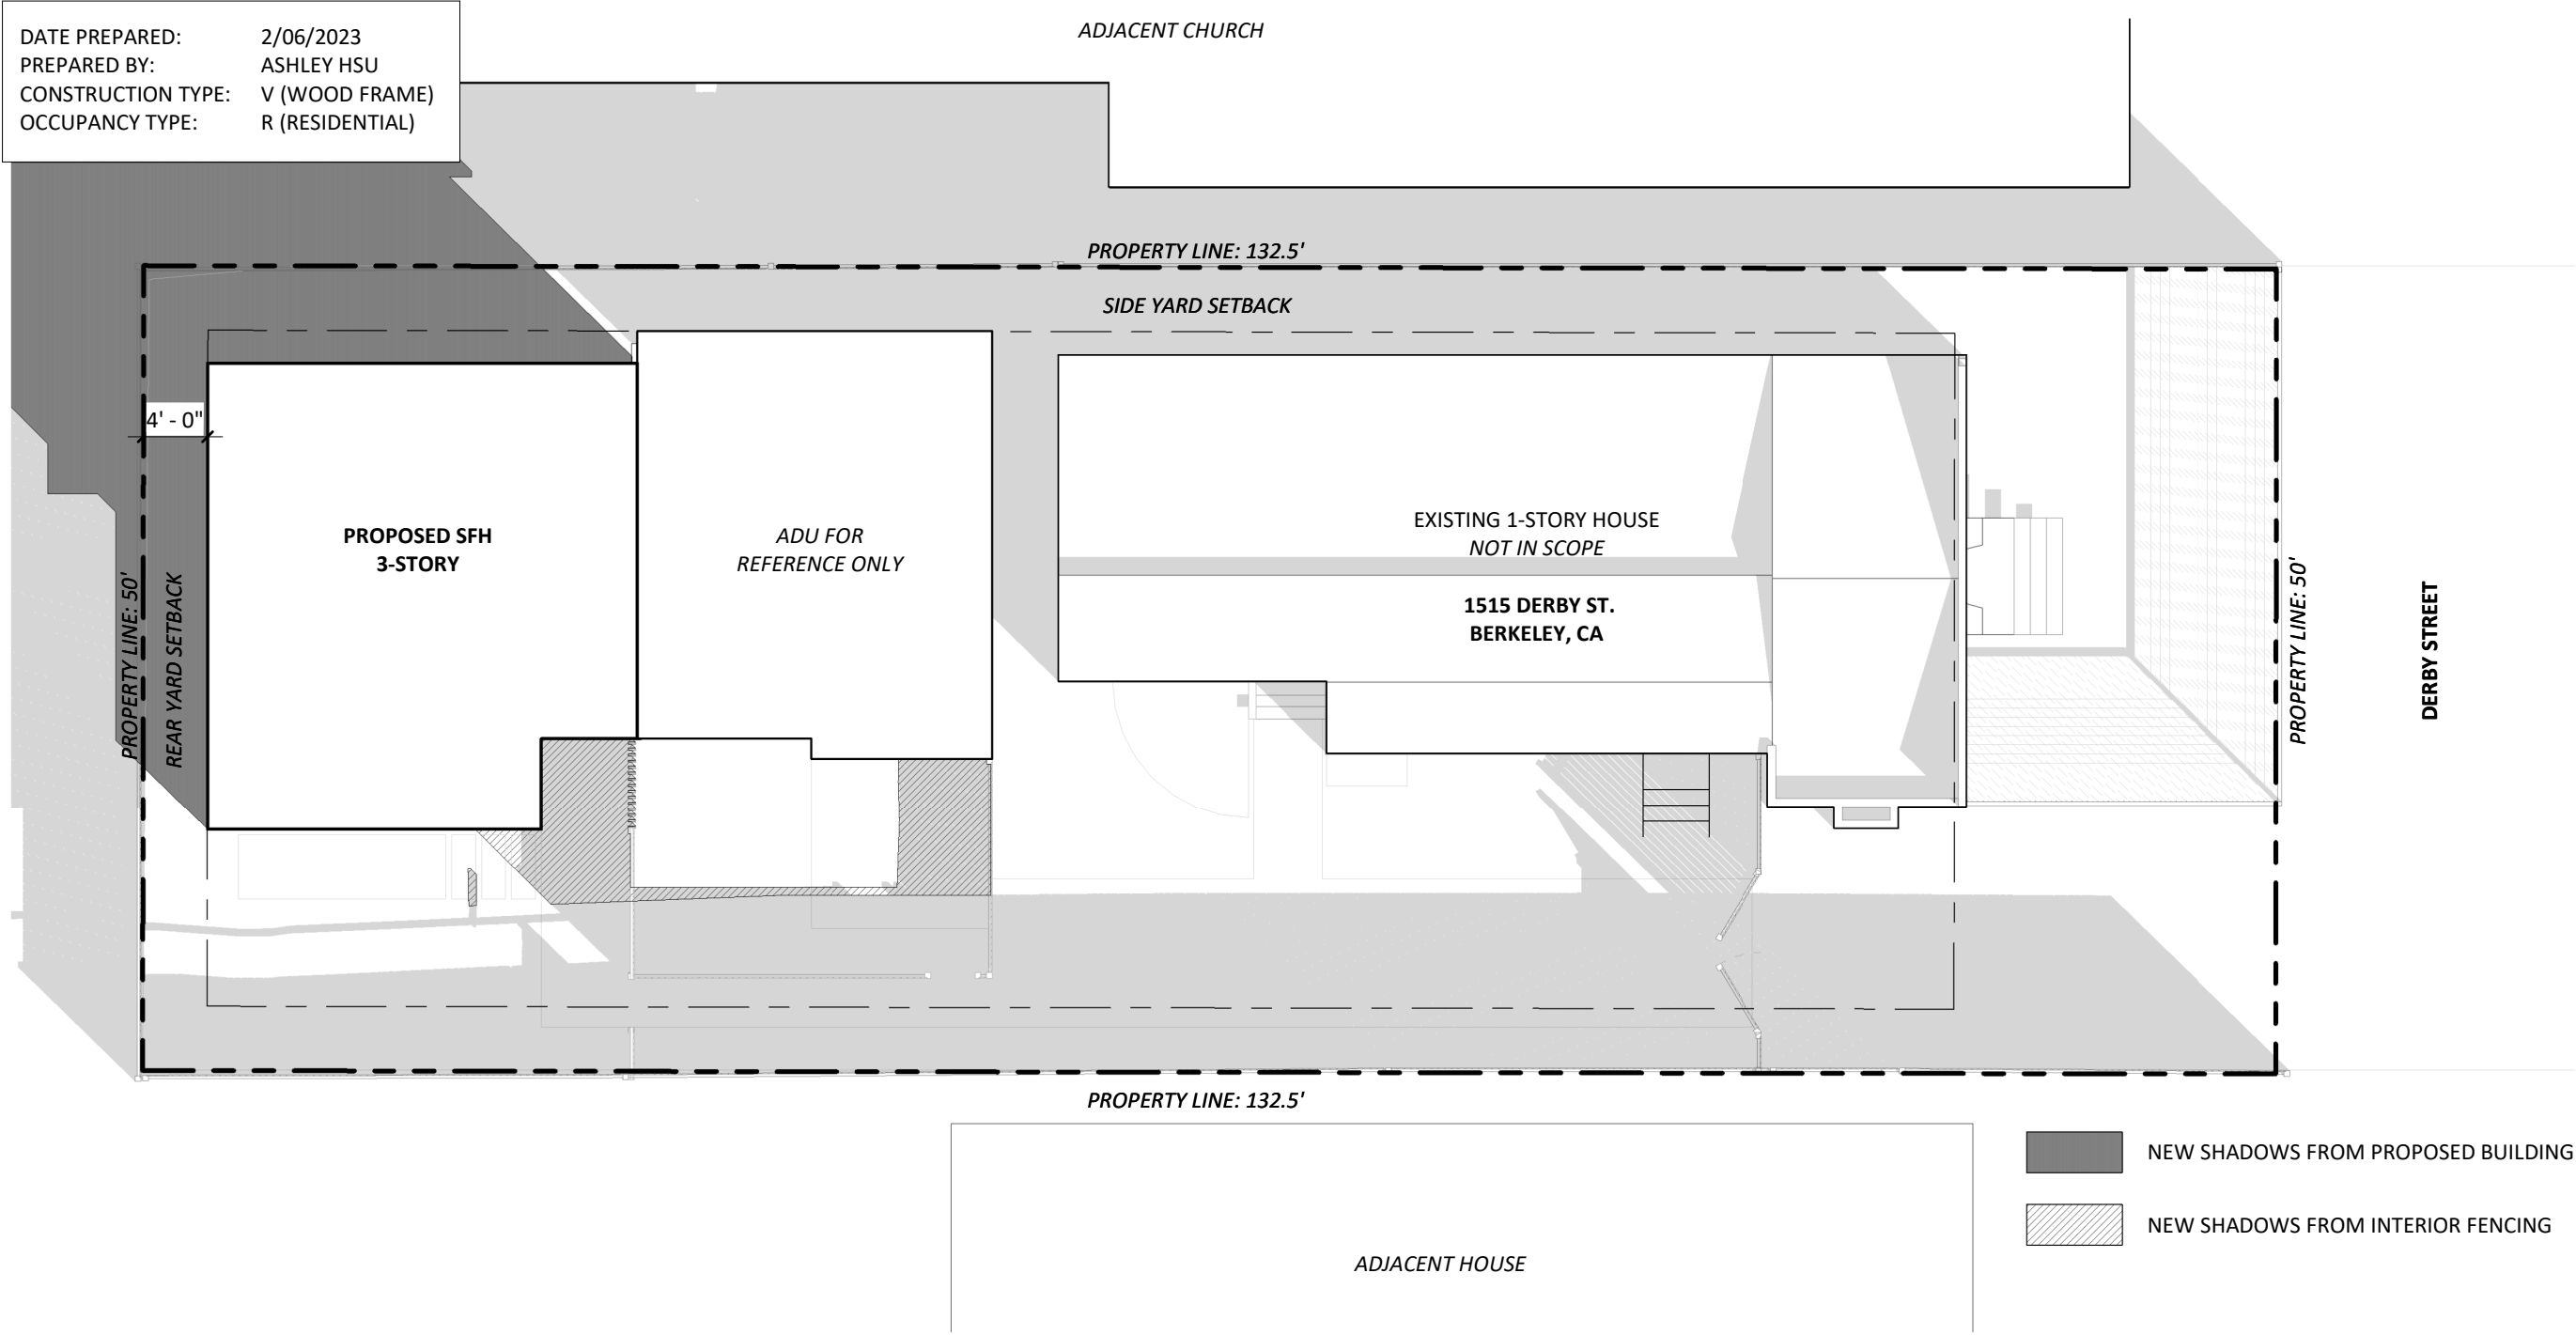 DATE PREPARED: 2/06/2023
PREPARED BY: ASHLEY HSU
CONSTRUCTION TYPE: V (WOOD FRAME)
OCCUPANCY TYPE: R (RESIDENTIAL)
ADJACENT CHURCH
PROPERTY LINE: 132.5'
SIDE YARD SETBACK
4' - 0"
PROPOSED SFH
3-STORY
ADU FOR
REFERENCE ONLY
EXISTING 1-STORY HOUSE
NOT IN SCOPE
1515 DERBY ST.
BERKELEY, CA
PROPERTY LINE: 50'
REAR YARD SETBACK
PROPERTY LINE: 50'
DERBY STREET
PROPERTY LINE: 132.5'
NEW SHADOWS FROM PROPOSED BUILDING
NEW SHADOWS FROM INTERIOR FENCING
ADJACENT HOUSE